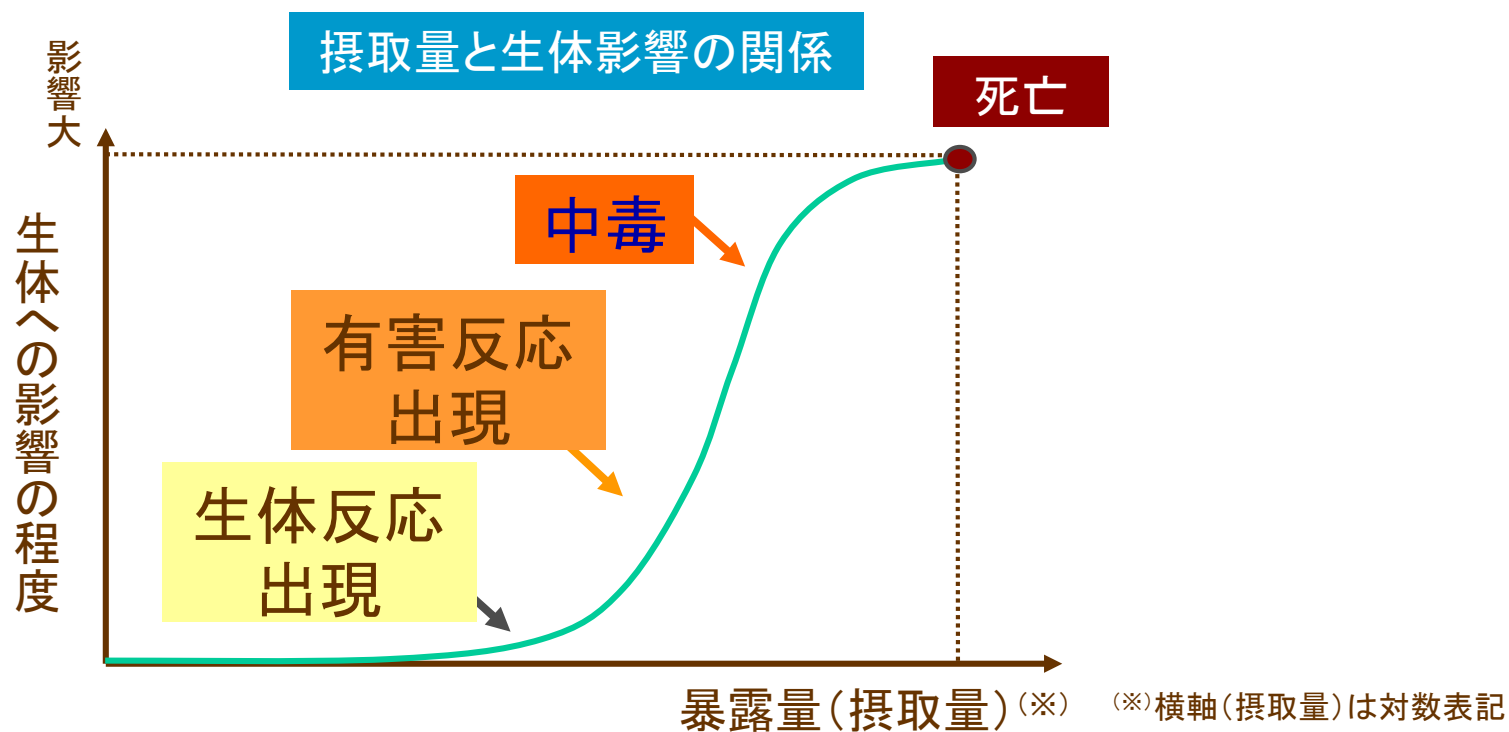 摂取量と生体影響の関係
影響大
死亡
中毒
生体への影響の程度
有害反応
出現
生体反応
出現
暴露量(摂取量)(※)
(※)横軸(摂取量)は対数表記